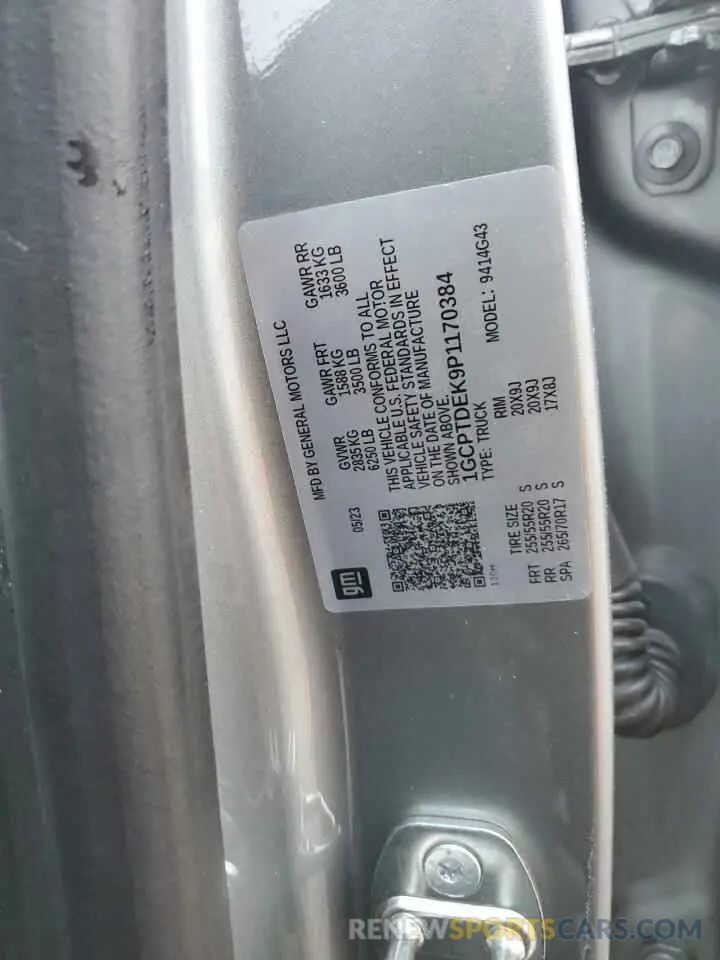 MFD BY GENERAL MOTORS LLC
05/23 GVWR GAWR FRT GAWR RR
2835 KG 1588 KG 1633 KG
6250 LB 3500 LB 3600 LB
THIS VEHICLE CONFORMS TO ALL
APPLICABLE U.S. FEDERAL MOTOR
VEHICLE SAFETY STANDARDS IN EFFECT
ON THE DATE OF MANUFACTURE
SHOWN ABOVE.
1GCPTDEK9P1170384
TYPE: TRUCK MODEL: 9414G43
TIRE SIZE RIM
FRT 255/55R20 S 20X9J
RR 255/55R20 S 20X9J
SPA 265/70R17 S 17X8J
gm
RENEWSPORTSCARS.COM